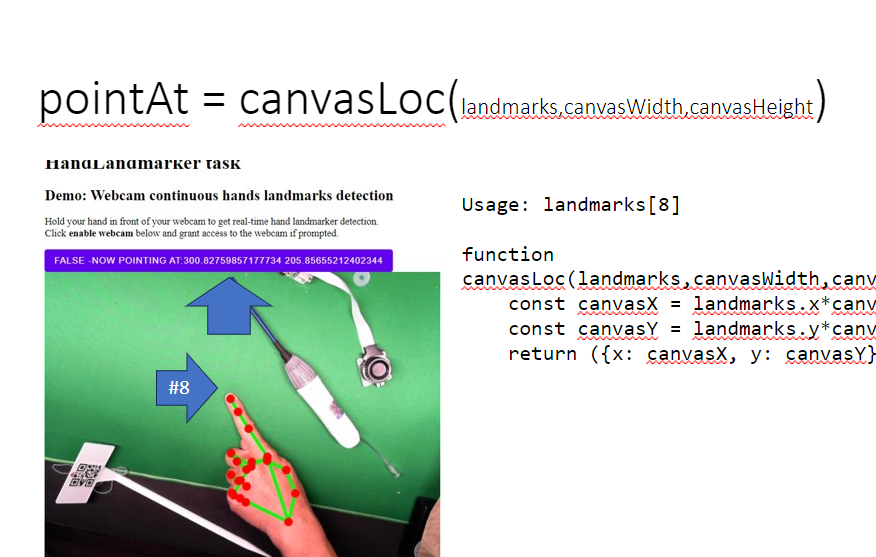 pointAt = canvasLoc(landmarks,canvasWidth,canvasHeight)
HandLandmarker task
Demo: Webcam continuous hands landmarks detection
Hold your hand in front of your webcam to get real-time hand landmarker detection.
Click enable webcam below and grant access to the webcam if prompted.
FALSE -NOW POINTING AT:300.82759857177734 205.85655212402344
#8
Usage: landmarks[8]
function
canvasLoc(landmarks,canvasWidth,canv
const canvasX = landmarks.x*canv
const canvasY = landmarks.y*canv
return ({x: canvasX, y: canvasY}